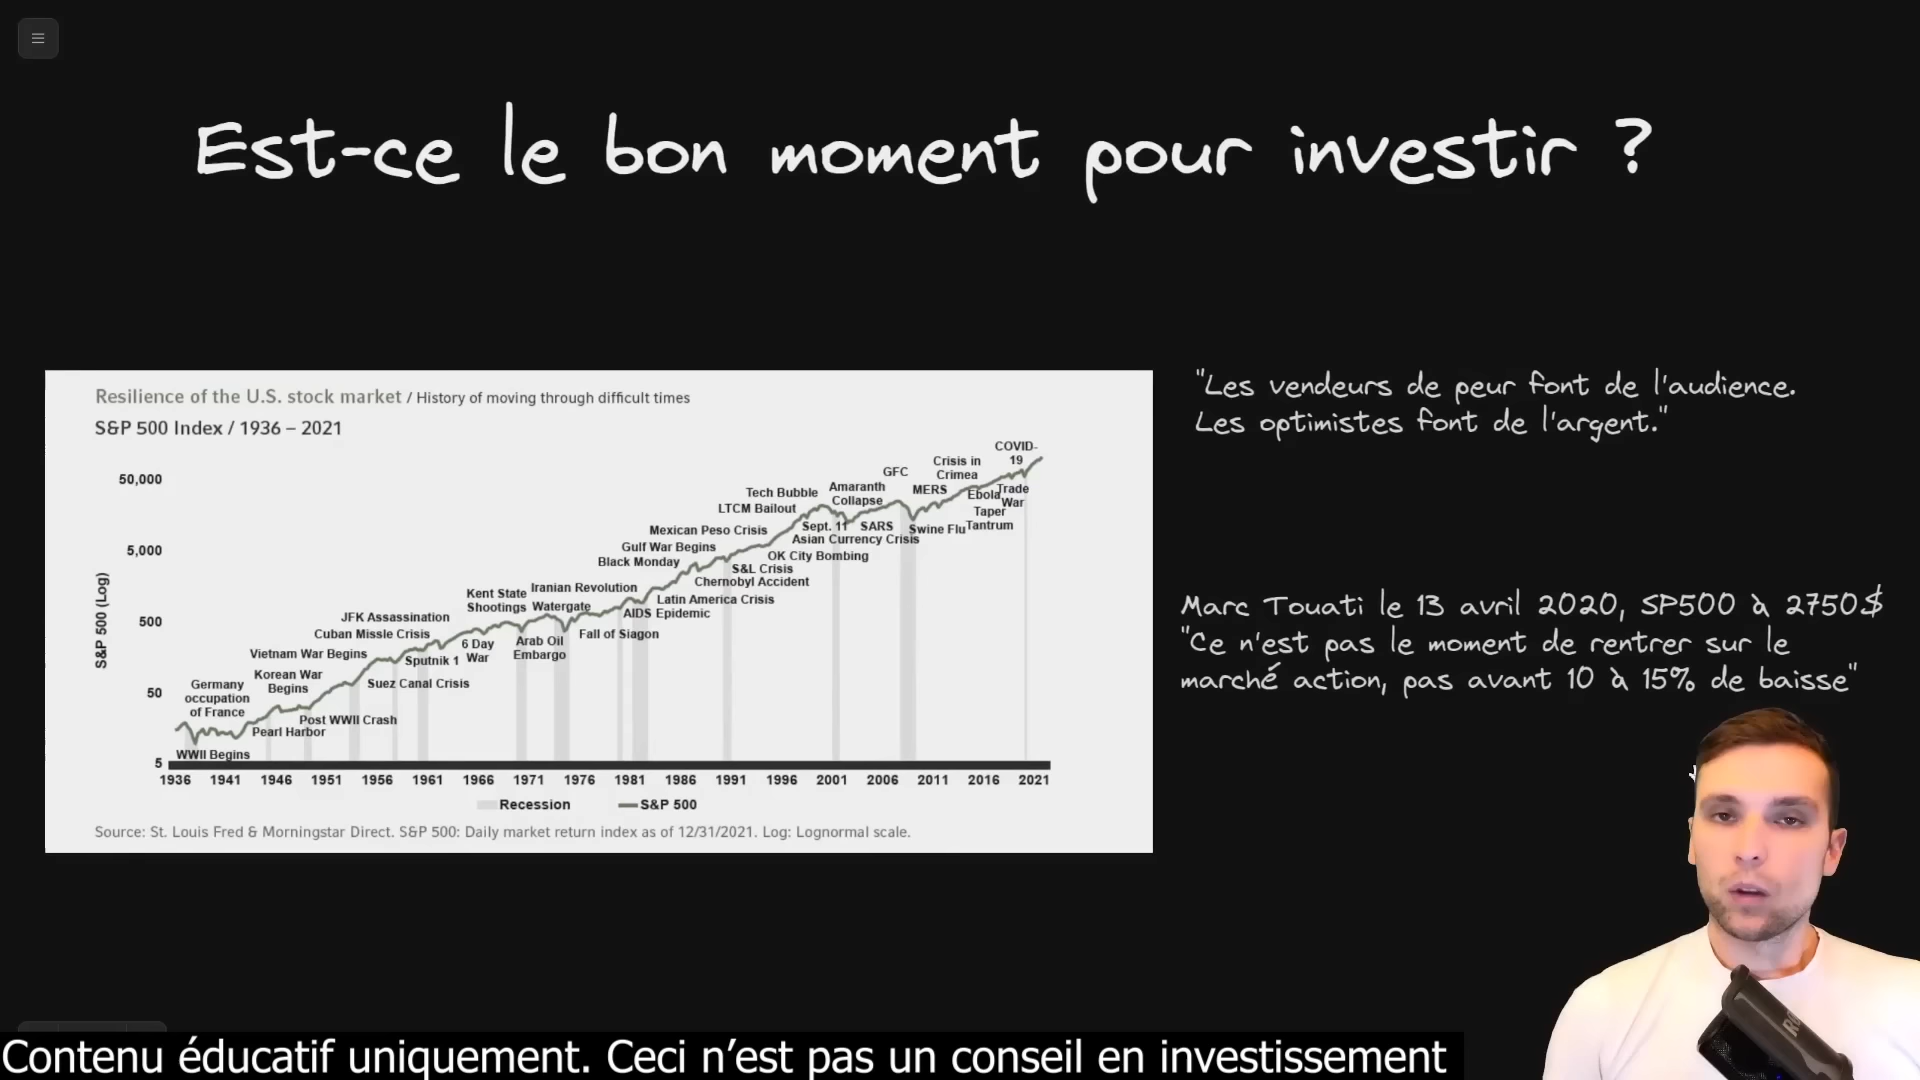 Est-ce le bon moment pour investir ?
Resilience of the U.S. stock market / History of moving through difficult times
S&P 500 Index / 1936 – 2021
S&P 500 (Log)
50,000
5,000
500
50
5
WWII Begins
Germany
occupation
of France
Pearl Harbor
Korean War
Begins
Post WWII Crash
Vietnam War Begins
Suez Canal Crisis
Cuban Missle Crisis
JFK Assassination
Sputnik 1
6 Day
War
Kent State
Shootings
Arab Oil
Embargo
Watergate
Iranian Revolution
Fall of Siagon
AIDS
Epidemic
Latin America Crisis
Black Monday
Gulf War Begins
Mexican Peso Crisis
Chernobyl Accident
S&L Crisis
OK City Bombing
LTCM Bailout
Tech Bubble
Asian Currency Crisis
Sept. 11
SARS
Amaranth
Collapse
GFC
MERS
Swine Flu
Crisis in
Crimea
Ebola
Taper
Tantrum
Trade
War
COVID-
19
1936 1941 1946 1951 1956 1961 1966 1971 1976 1981 1986 1991 1996 2001 2006 2011 2016 2021
Recession S&P 500
Source: St. Louis Fred & Morningstar Direct. S&P 500: Daily market return index as of 12/31/2021. Log: Lognormal scale.
"Les vendeurs de peur font de l'audience.
Les optimistes font de l'argent."
Marc Touati le 13 avril 2020, SP500 à 2750$
"Ce n'est pas le moment de rentrer sur le
marché action, pas avant 10 à 15% de baisse"
Contenu éducatif uniquement. Ceci n’est pas un conseil en investissement